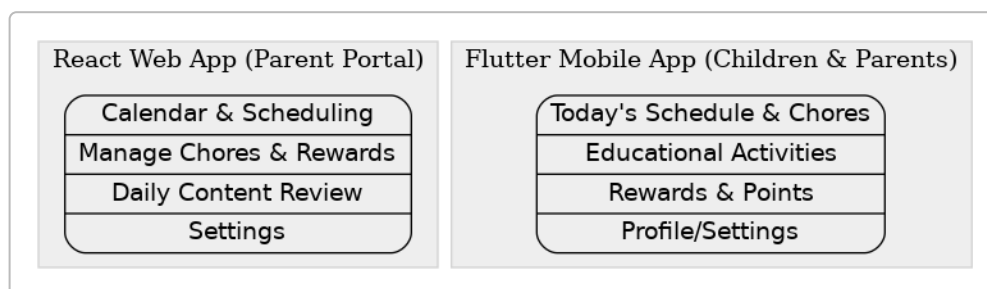 React Web App (Parent Portal)
Calendar & Scheduling
Manage Chores & Rewards
Daily Content Review
Settings
Flutter Mobile App (Children & Parents)
Today's Schedule & Chores
Educational Activities
Rewards & Points
Profile/Settings